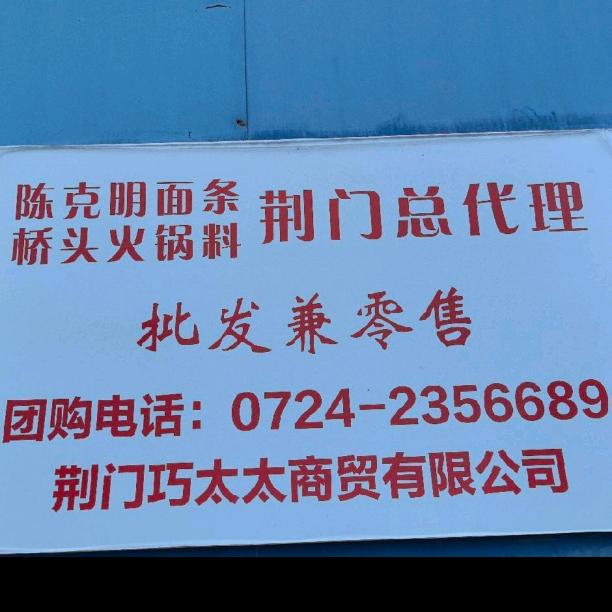 陈克明面条
桥头火锅料
荆门总代理
批发兼零售
团购电话：0724-2356689
荆门巧太太商贸有限公司